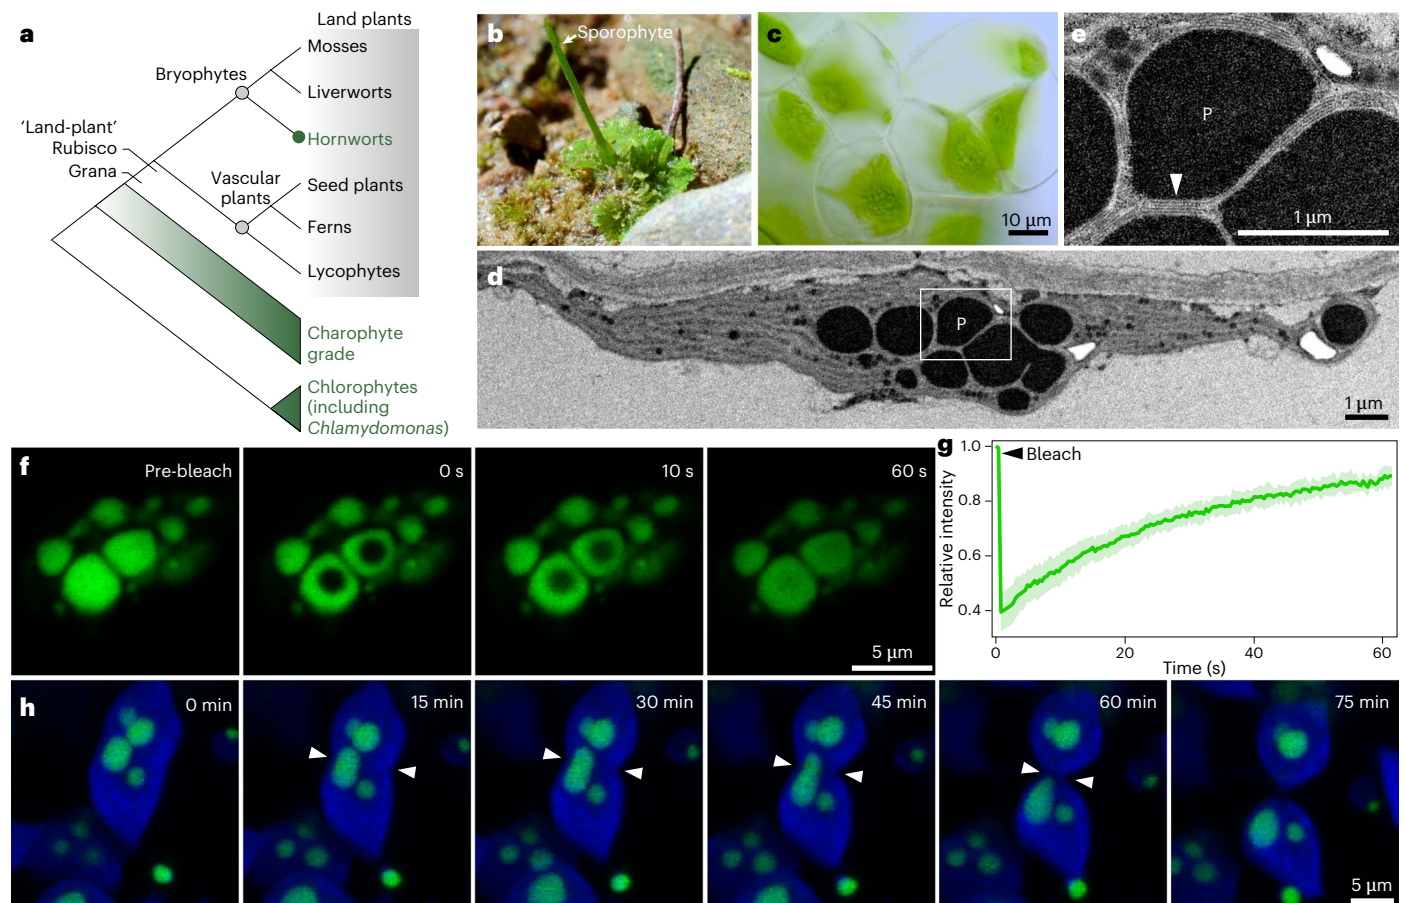 a
Land plants
Mosses
Bryophytes
Liverworts
'Land-plant'
Rubisco
Hornworts
Grana
Vascular
plants
Seed plants
Ferns
Lycophytes
Charophyte
grade
Chlorophytes
(including
Chlamydomonas)
b
Sporophyte
c
10 µm
e
P
1 µm
d
P
1 µm
f
Pre-bleach
0 s
10 s
60 s
5 µm
g
1.0
Bleach
0.8
0.6
0.4
Relative intensity
0
20
40
60
Time (s)
h
0 min
15 min
30 min
45 min
60 min
75 min
5 µm